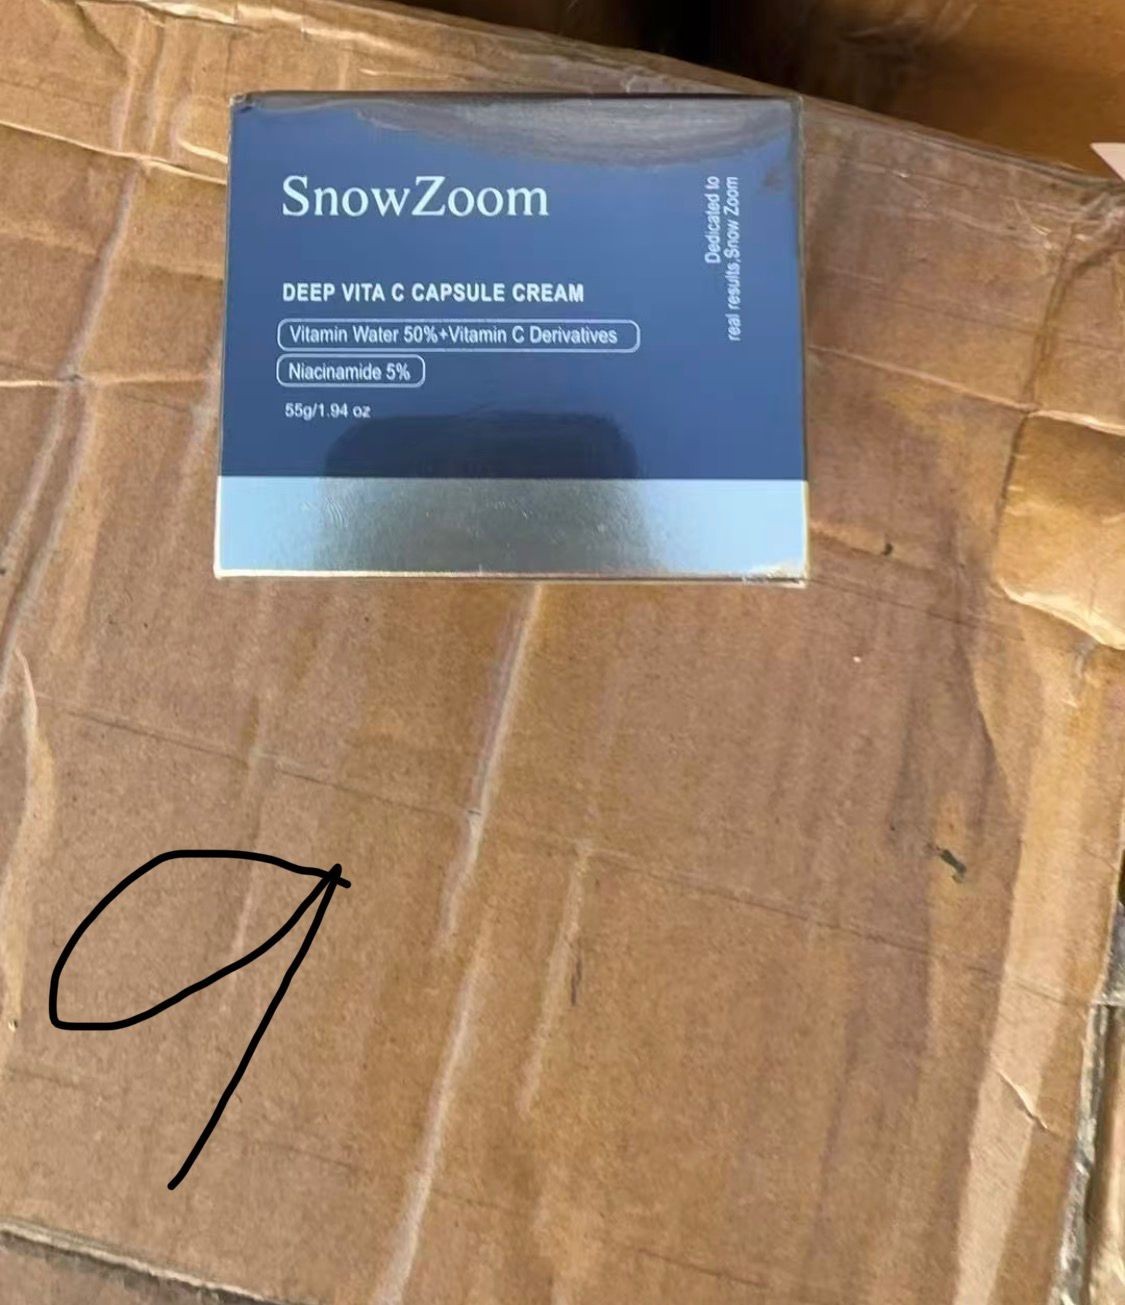 SnowZoom
Dedicated to
real results,Snow Zoom
DEEP VITA C CAPSULE CREAM
Vitamin Water 50%+Vitamin C Derivatives
Niacinamide 5%
55g/1.94 oz
9